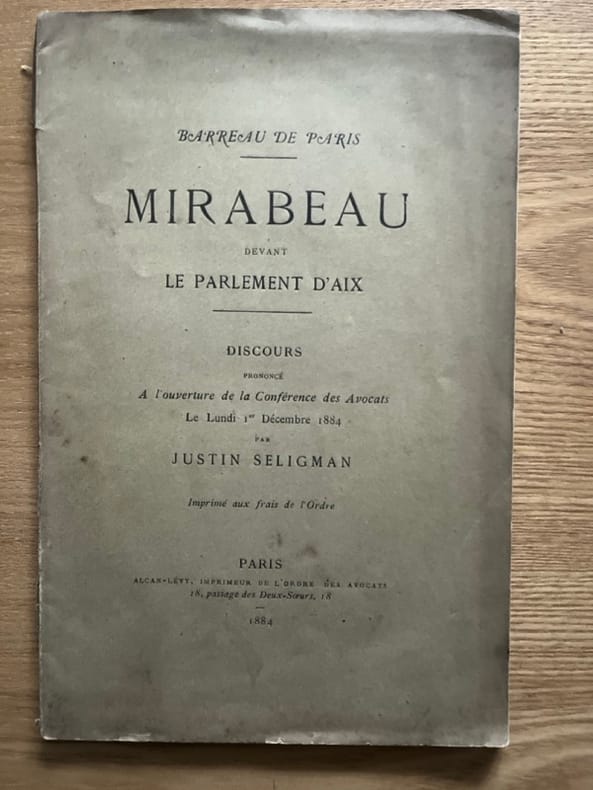 BARREAU DE PARIS
MIRABEAU
DEVANT
LE PARLEMENT D'AIX
DISCOURS
PRONONCÉ
A l'ouverture de la Conférence des Avocats
Le Lundi 1er Décembre 1884
PAR
JUSTIN SELIGMAN
Imprimé aux frais de l'Ordre
PARIS
ALCAN-LÉVY, IMPRIMEUR DE L'ORDRE DES AVOCATS
18, passage des Deux-Sœurs, 18
1884